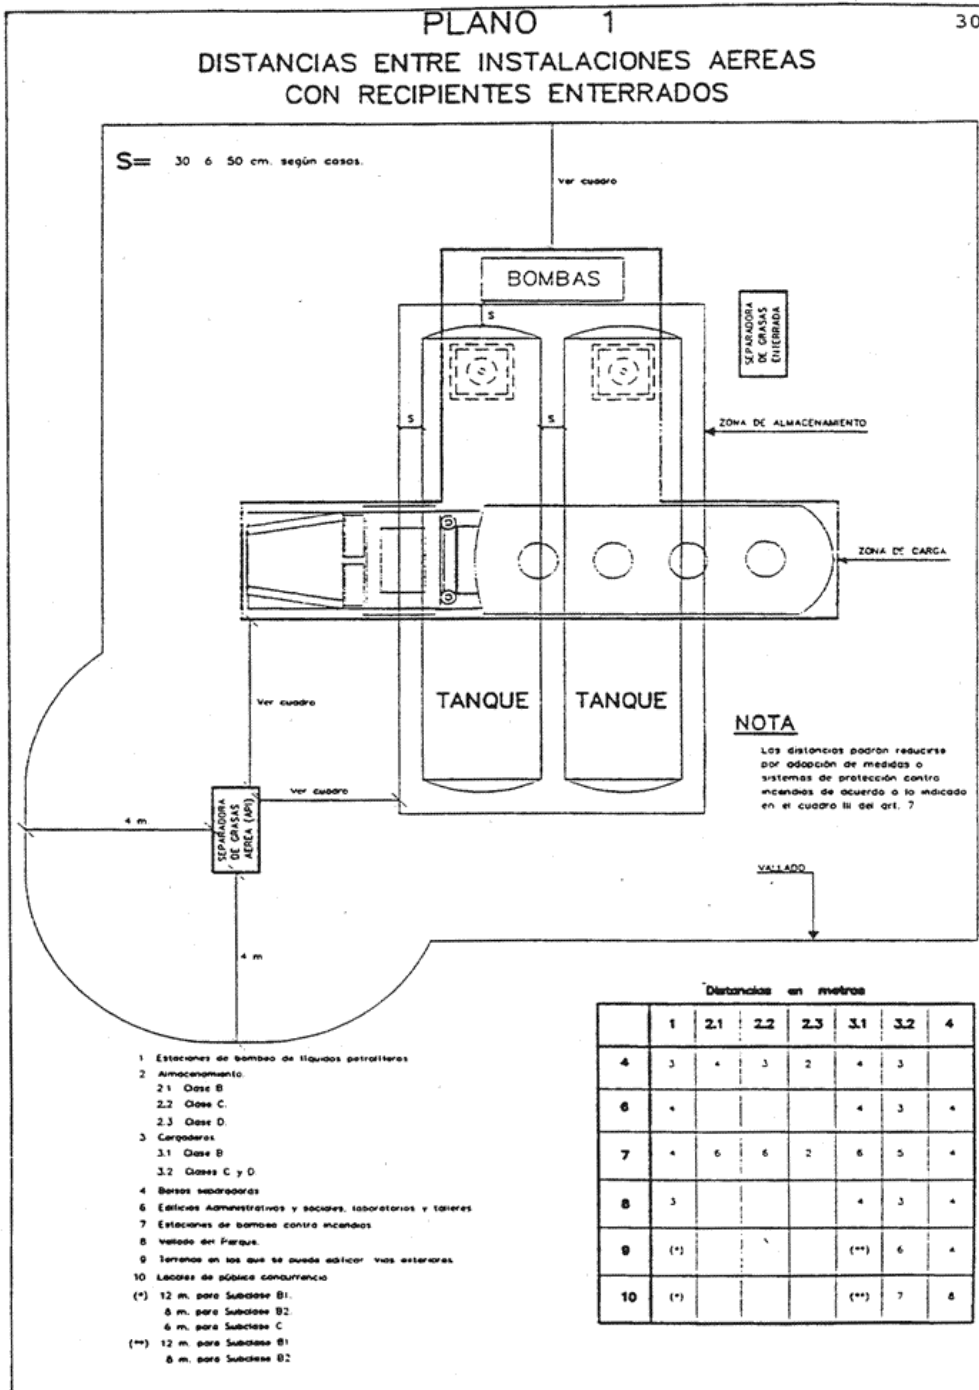 PLANO 1
30
DISTANCIAS ENTRE INSTALACIONES AEREAS
CON RECIPIENTES ENTERRADOS
S= 30 ó 50 cm. según casos.
Ver cuadro
BOMBAS
S
SEPARADORA
DE GRASAS
ENTERRADA
S
S
S
S
ZONA DE ALMACENAMIENTO
ZONA DE CARGA
TANQUE
TANQUE
Ver cuadro
NOTA
Las distancias podrán reducirse
por adopción de medidas o
sistemas de protección contra
incendios de acuerdo a lo indicado
en el cuadro III del art. 7
Ver cuadro
4 m.
SEPARADORA
DE GRASAS
AEREA (API)
VALLADO
4 m
Distancias en metros
1 2.1 2.2 2.3 3.1 3.2 4
4 3 4 3 2 4 3
6 4 4 3 4
7 4 6 6 2 6 5 4
8 3 4 3 4
9 (*) (**) 6 4
10 (*) (**) 7 8
1 Estaciones de bombeo de líquidos petrolíferos
2 Almacenamiento.
2.1 Clase B
2.2 Clase C.
2.3 Clase D.
3 Cargaderos
3.1 Clase B
3.2 Clases C y D
4 Balsas separadoras
6 Edificios Administrativos y sociales, laboratorios y talleres
7 Estaciones de bombeo contra incendios
8 Vallado del Parque.
9 Terrenos en los que se puede edificar vías exteriores
10 Locales de pública concurrencia
(*) 12 m. para Subclase B1.
8 m. para Subclase B2.
6 m. para Subclase C
(**) 12 m. para Subclase B1
8 m. para Subclase B2